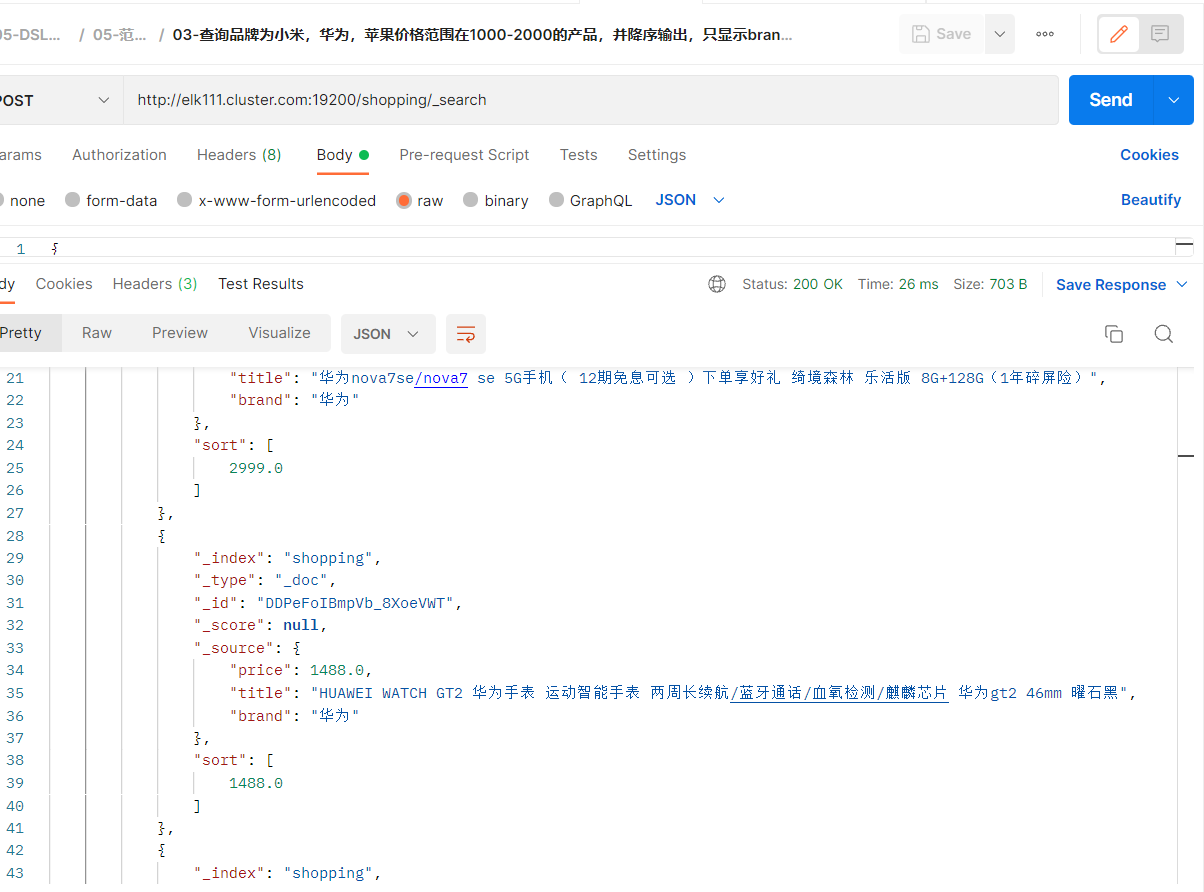 05-DSL... / 05-范... / 03-查询品牌为小米，华为，苹果价格范围在1000-2000的产品，并降序输出，只显示bran... Save
POST http://elk111.cluster.com:19200/shopping/_search Send
arams Authorization Headers (8) Body Pre-request Script Tests Settings Cookies
none form-data x-www-form-urlencoded raw binary GraphQL JSON Beautify
1 {
dy Cookies Headers (3) Test Results Status: 200 OK Time: 26 ms Size: 703 B Save Response
Pretty Raw Preview Visualize JSON
21 "title": "华为nova7se/nova7 se 5G手机（ 12期免息可选 ）下单享好礼 绮境森林 乐活版 8G+128G（1年碎屏险）",
22 "brand": "华为"
23 },
24 "sort": [
25 2999.0
26 ]
27 },
28 {
29 "_index": "shopping",
30 "_type": "_doc",
31 "_id": "DDPeFoIBmpVb_8XoeVWT",
32 "_score": null,
33 "_source": {
34 "price": 1488.0,
35 "title": "HUAWEI WATCH GT2 华为手表 运动智能手表 两周长续航/蓝牙通话/血氧检测/麒麟芯片 华为gt2 46mm 曜石黑",
36 "brand": "华为"
37 },
38 "sort": [
39 1488.0
40 ]
41 },
42 {
43 "_index": "shopping",